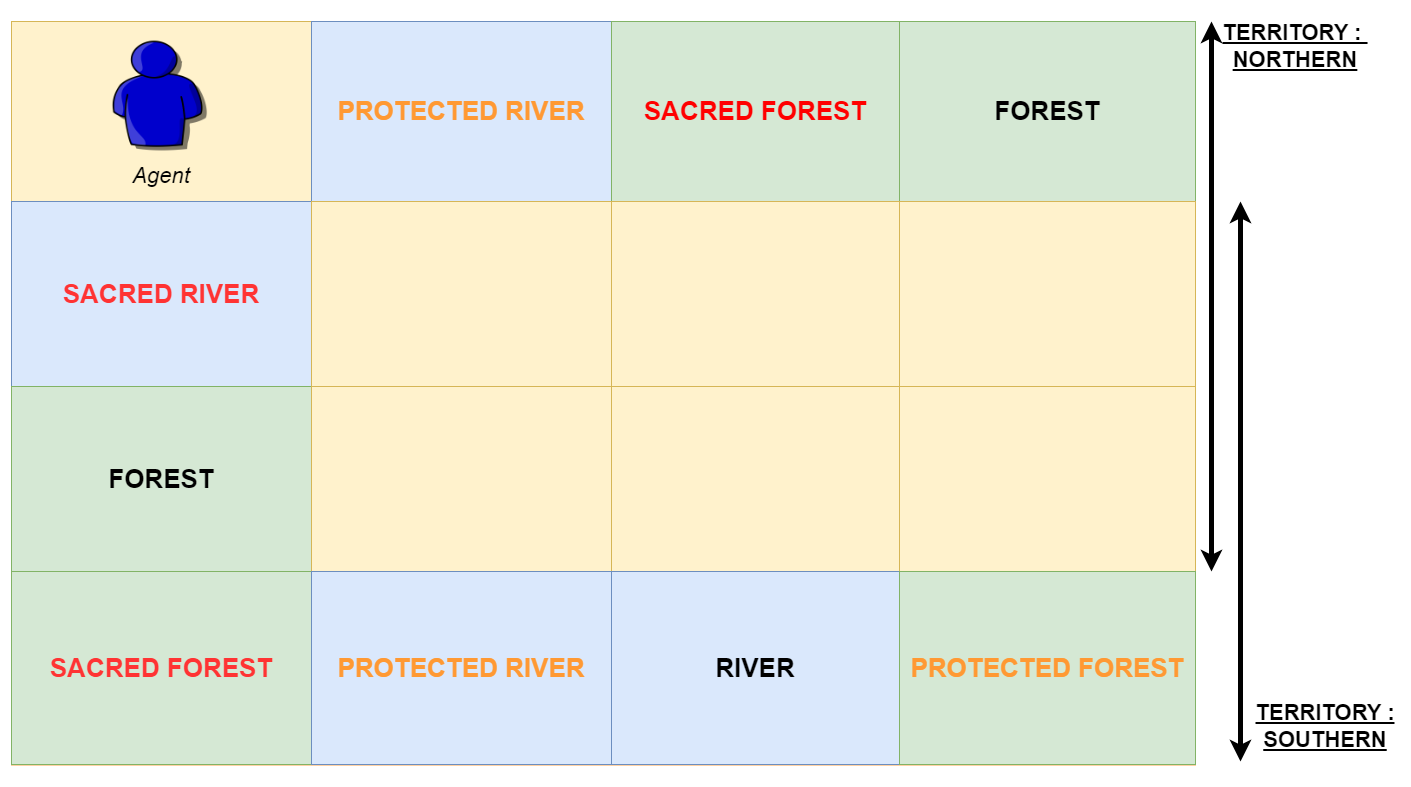 TERRITORY :
NORTHERN
PROTECTED RIVER
SACRED FOREST
FOREST
Agent
SACRED RIVER
FOREST
SACRED FOREST
PROTECTED RIVER
RIVER
PROTECTED FOREST
TERRITORY :
SOUTHERN